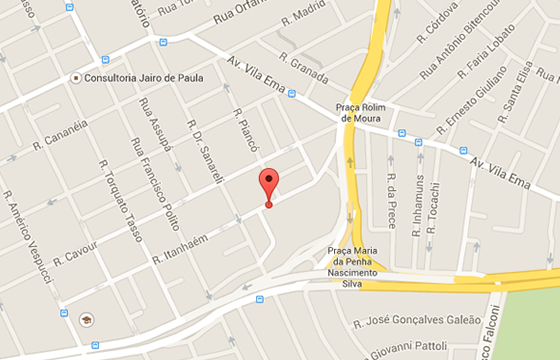 Rua Orfan
R. Madrid
R. Córdova
Rua Antônio Bitencour
R. Faria Lobato
R. Santa Elisa
R. Ernesto Giuliano
Av. Vila Ema
R. Granada
Consultoria Jairo de Paula
Praça Rolim
de Moura
R. Cananéia
Rua Assupá
R. Dr. Sanareli
R. Piancó
Rua Francisco Polito
R. Torquato Tasso
R. Américo Vespucci
Av. Vila Ema
R. da Prece
R. Inhamuns
R. Tocachi
R. Cavour
R. Itanhaém
Praça Maria
da Penha
Nascimento
Silva
R. José Gonçalves Galeão
R. Giovanni Pattoli
co Falconi